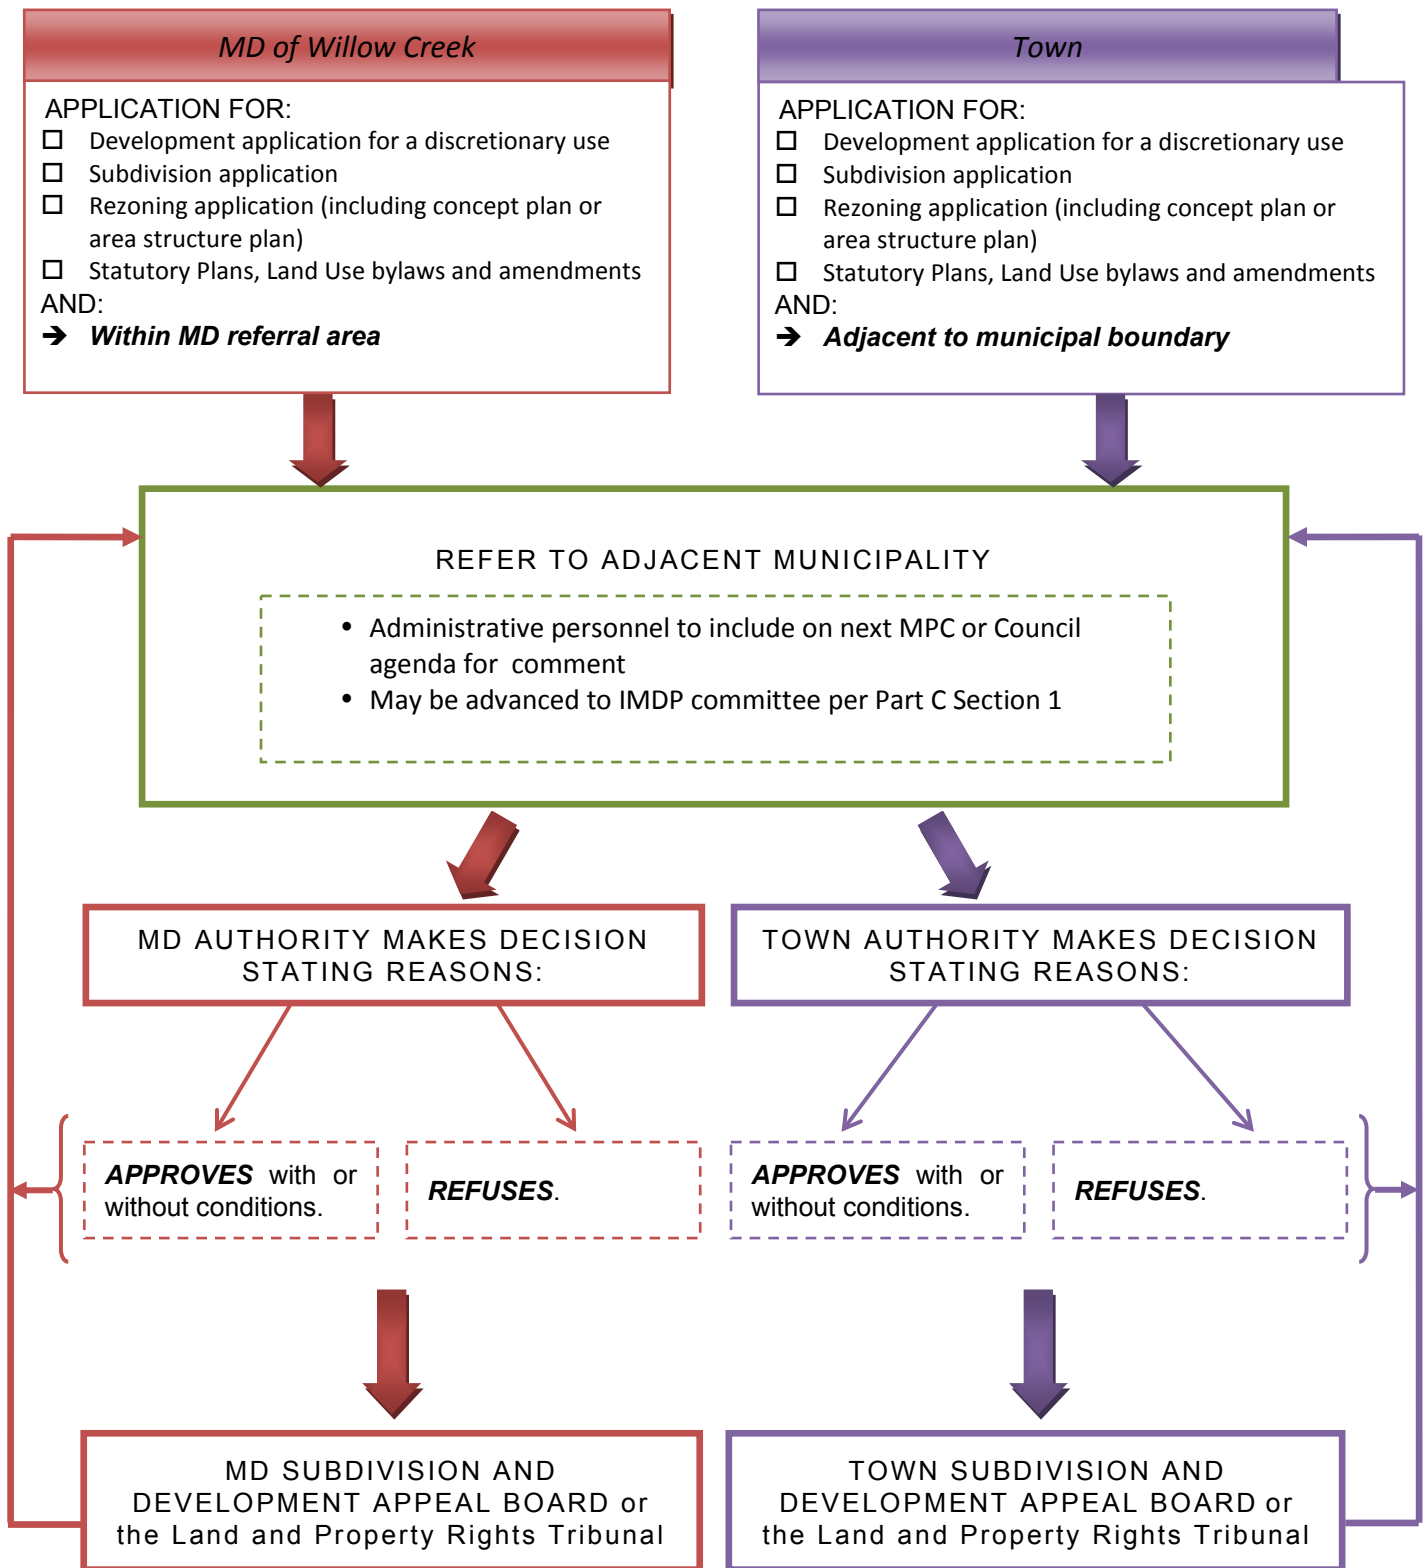 MD of Willow Creek
APPLICATION FOR:
☐ Development application for a discretionary use
☐ Subdivision application
☐ Rezoning application (including concept plan or
area structure plan)
☐ Statutory Plans, Land Use bylaws and amendments
AND:
➔ Within MD referral area
Town
APPLICATION FOR:
☐ Development application for a discretionary use
☐ Subdivision application
☐ Rezoning application (including concept plan or
area structure plan)
☐ Statutory Plans, Land Use bylaws and amendments
AND:
➔ Adjacent to municipal boundary
REFER TO ADJACENT MUNICIPALITY
• Administrative personnel to include on next MPC or Council
agenda for comment
• May be advanced to IMDP committee per Part C Section 1
MD AUTHORITY MAKES DECISION
STATING REASONS:
TOWN AUTHORITY MAKES DECISION
STATING REASONS:
APPROVES with or
without conditions.
REFUSES.
APPROVES with or
without conditions.
REFUSES.
MD SUBDIVISION AND
DEVELOPMENT APPEAL BOARD or
the Land and Property Rights Tribunal
TOWN SUBDIVISION AND
DEVELOPMENT APPEAL BOARD or
the Land and Property Rights Tribunal